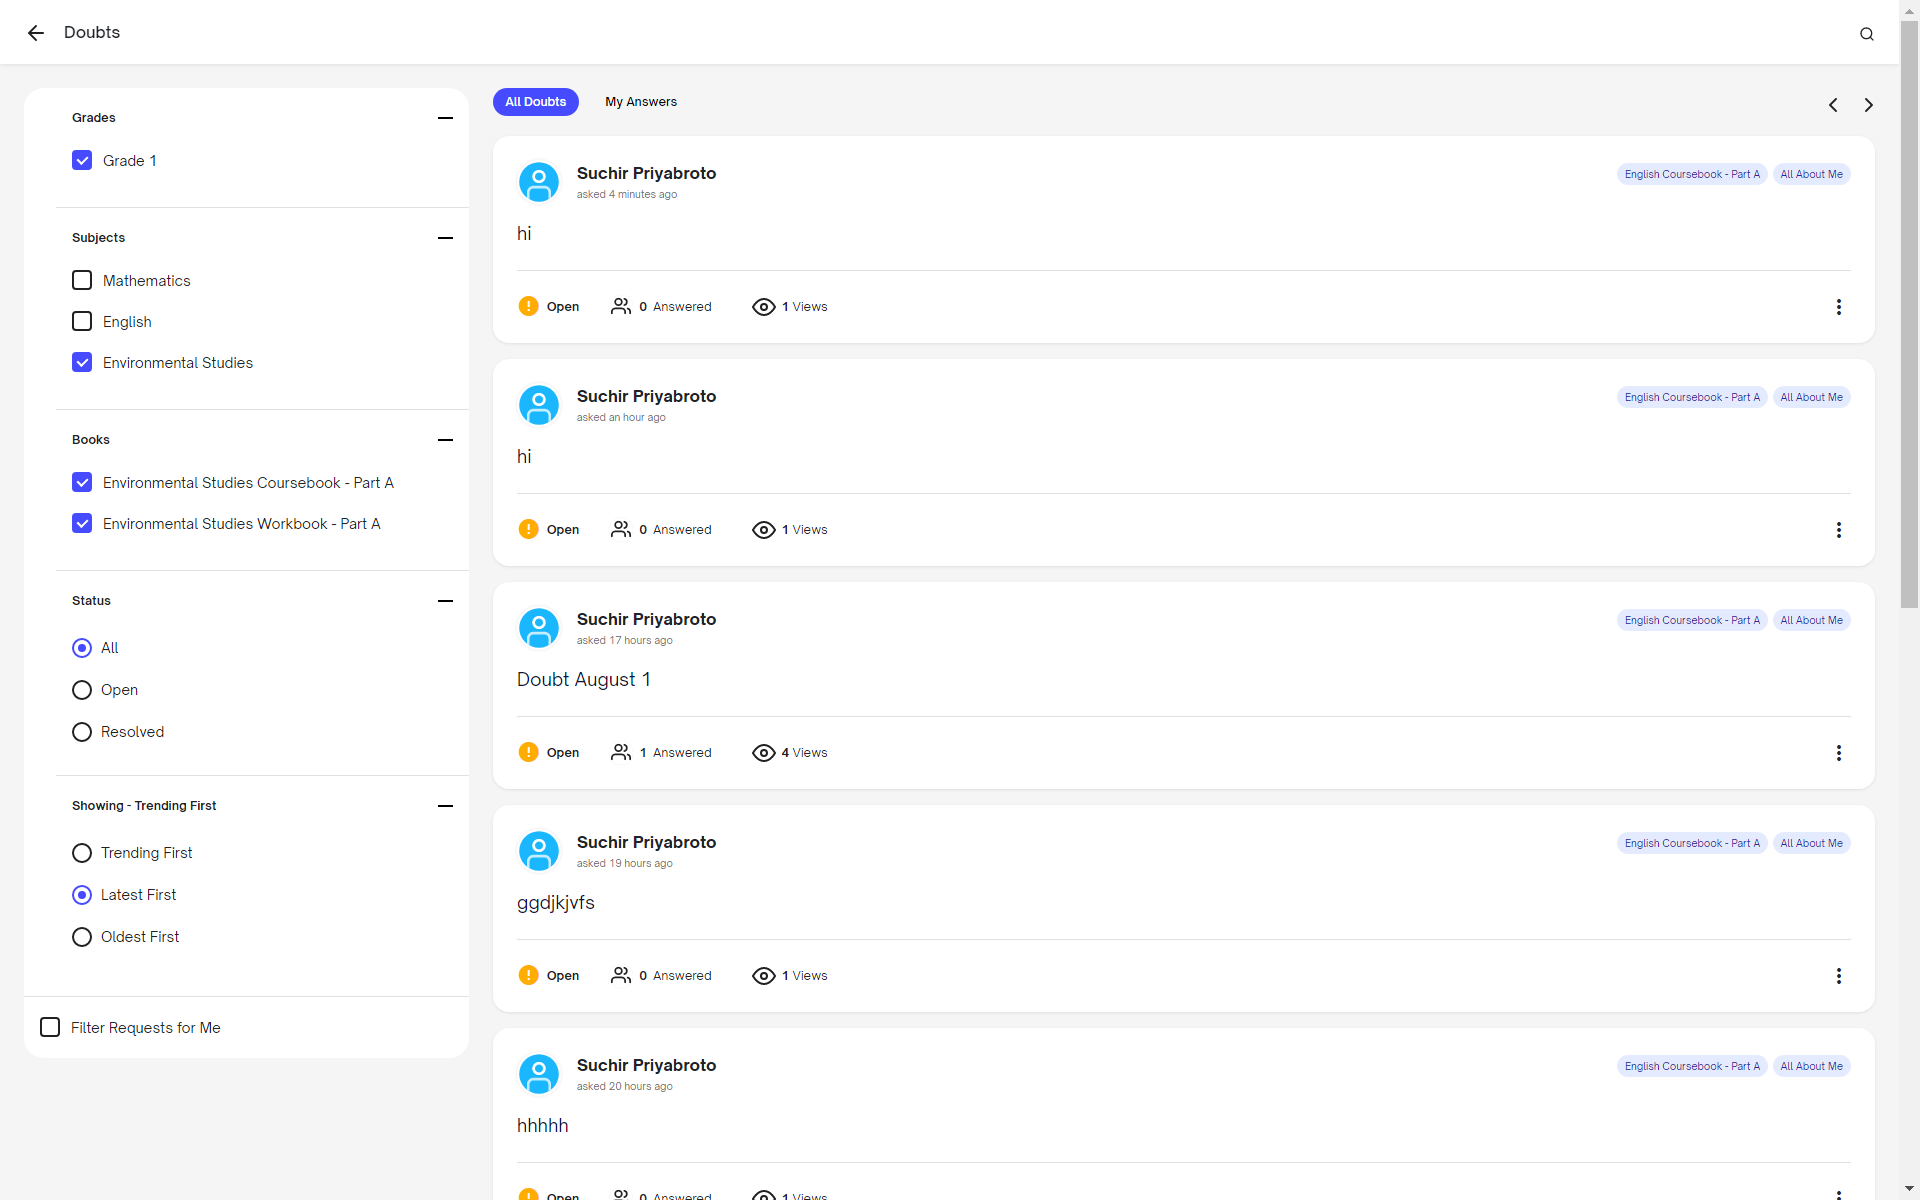 Doubts
Grades
Grade 1
Subjects
Mathematics
English
Environmental Studies
Books
Environmental Studies Coursebook - Part A
Environmental Studies Workbook - Part A
Status
All
Open
Resolved
Showing - Trending First
Trending First
Latest First
Oldest First
Filter Requests for Me
All Doubts My Answers
Suchir Priyabroto English Coursebook - Part A All About Me
asked 4 minutes ago
hi
Open 0 Answered 1 Views
Suchir Priyabroto English Coursebook - Part A All About Me
asked an hour ago
hi
Open 0 Answered 1 Views
Suchir Priyabroto English Coursebook - Part A All About Me
asked 17 hours ago
Doubt August 1
Open 1 Answered 4 Views
Suchir Priyabroto English Coursebook - Part A All About Me
asked 19 hours ago
ggdjkjvfs
Open 0 Answered 1 Views
Suchir Priyabroto English Coursebook - Part A All About Me
asked 20 hours ago
hhhhh
Open 0 Answered 1 Views